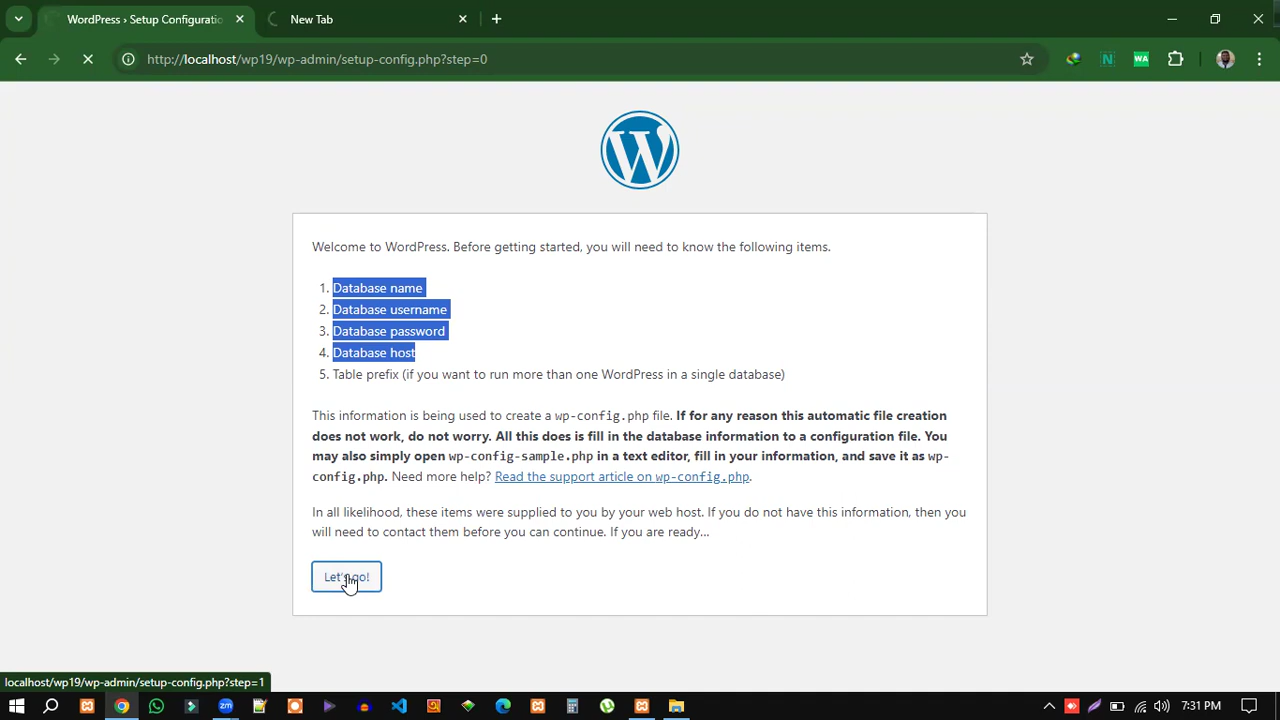 WordPress › Setup Configuratio
New Tab
http://localhost/wp19/wp-admin/setup-config.php?step=0
N
WA
W
Welcome to WordPress. Before getting started, you will need to know the following items.
1. Database name
2. Database username
3. Database password
4. Database host
5. Table prefix (if you want to run more than one WordPress in a single database)
This information is being used to create a wp-config.php file. If for any reason this automatic file creation
does not work, do not worry. All this does is fill in the database information to a configuration file. You
may also simply open wp-config-sample.php in a text editor, fill in your information, and save it as wp-
config.php. Need more help? Read the support article on wp-config.php.
In all likelihood, these items were supplied to you by your web host. If you do not have this information, then you
will need to contact them before you can continue. If you are ready…
Let's go!
localhost/wp19/wp-admin/setup-config.php?step=1
zm
7:31 PM